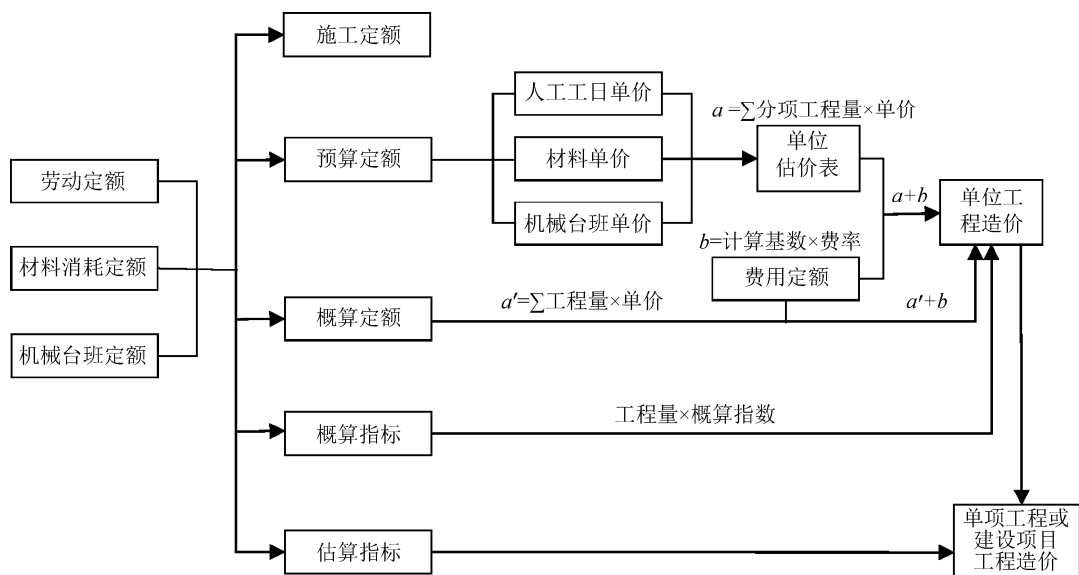 施工定额
人工工日单价
a=∑分项工程量×单价
预算定额
材料单价
单位
估价表
劳动定额
机械台班单价
a+b
单位工
程造价
b=计算基数×费率
材料消耗定额
费用定额
概算定额
a′=∑工程量×单价
a′+b
机械台班定额
概算指标
工程量×概算指数
估算指标
单项工程或
建设项目
工程造价